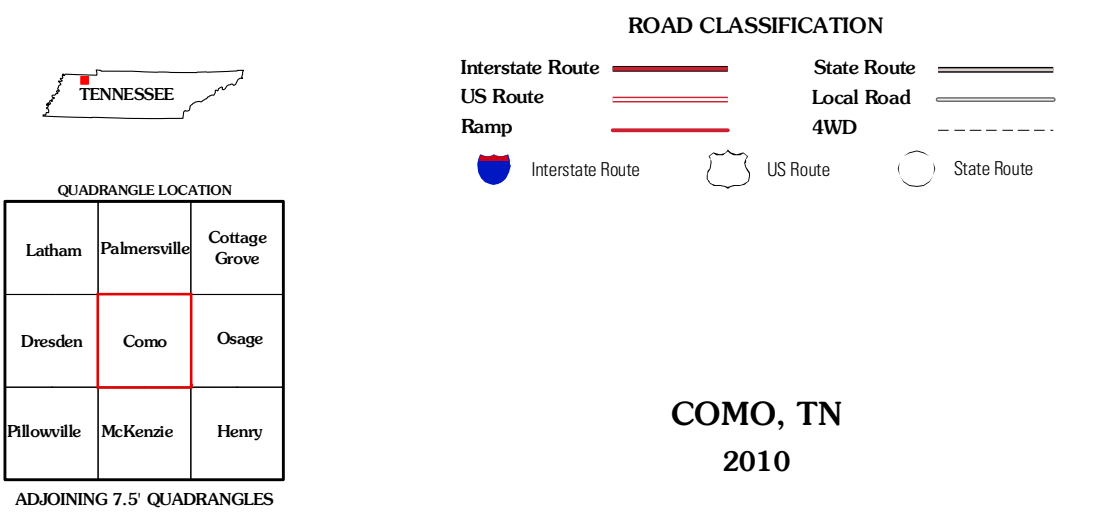 TENNESSEE
QUADRANGLE LOCATION
Latham
Palmersville
Cottage
Grove
Dresden
Como
Osage
Pillowville
McKenzie
Henry
ADJOINING 7.5' QUADRANGLES
ROAD CLASSIFICATION
Interstate Route
State Route
US Route
Local Road
Ramp
4WD
Interstate Route
US Route
State Route
COMO, TN
2010